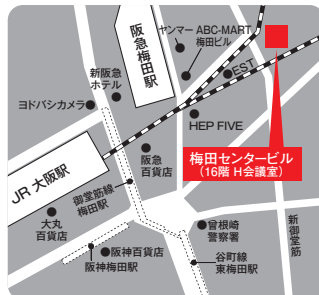 ヤンマー ABC-MART
梅田ビル
阪急梅田駅
新阪急
ホテル
EST
ヨドバシカメラ
HEP FIVE
梅田センタービル
(16階 H会議室)
阪急
百貨店
JR 大阪駅
御堂筋線
梅田駅
大丸
百貨店
曽根崎
警察署
新御堂筋
阪神百貨店
阪神梅田駅
谷町線
東梅田駅